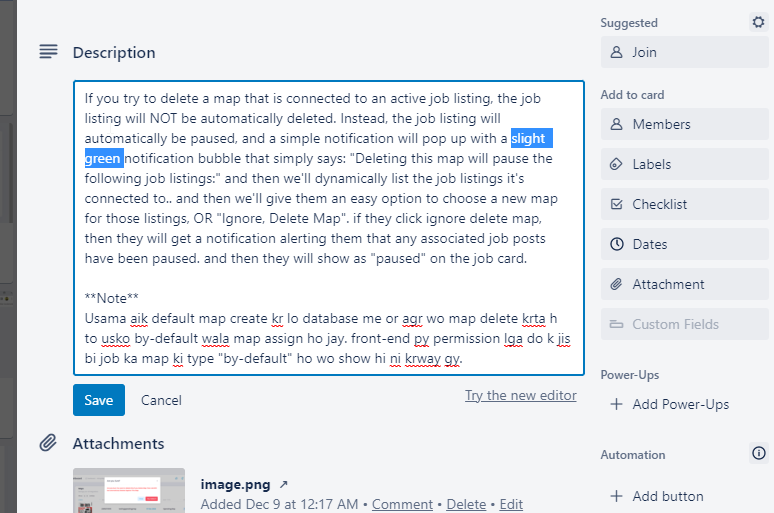 Description
If you try to delete a map that is connected to an active job listing, the job
listing will NOT be automatically deleted. Instead, the job listing will
automatically be paused, and a simple notification will pop up with a slight
green notification bubble that simply says: "Deleting this map will pause the
following job listings:" and then we'll dynamically list the job listings it's
connected to.. and then we'll give them an easy option to choose a new map
for those listings, OR "Ignore, Delete Map". if they click ignore delete map,
then they will get a notification alerting them that any associated job posts
have been paused. and then they will show as "paused" on the job card.
**Note**
Usama aik default map create kr lo database me or agr wo map delete krta h
to usko by-default wala map assign ho jay. front-end py permission lga do k jis
bi job ka map ki type "by-default" ho wo show hi ni krway gy.
Save
Cancel
Try the new editor
Attachments
image.png ↗
Added Dec 9 at 12:17 AM • Comment • Delete • Edit
Suggested
Join
Add to card
Members
Labels
Checklist
Dates
Attachment
Custom Fields
Power-Ups
+ Add Power-Ups
Automation
+ Add button